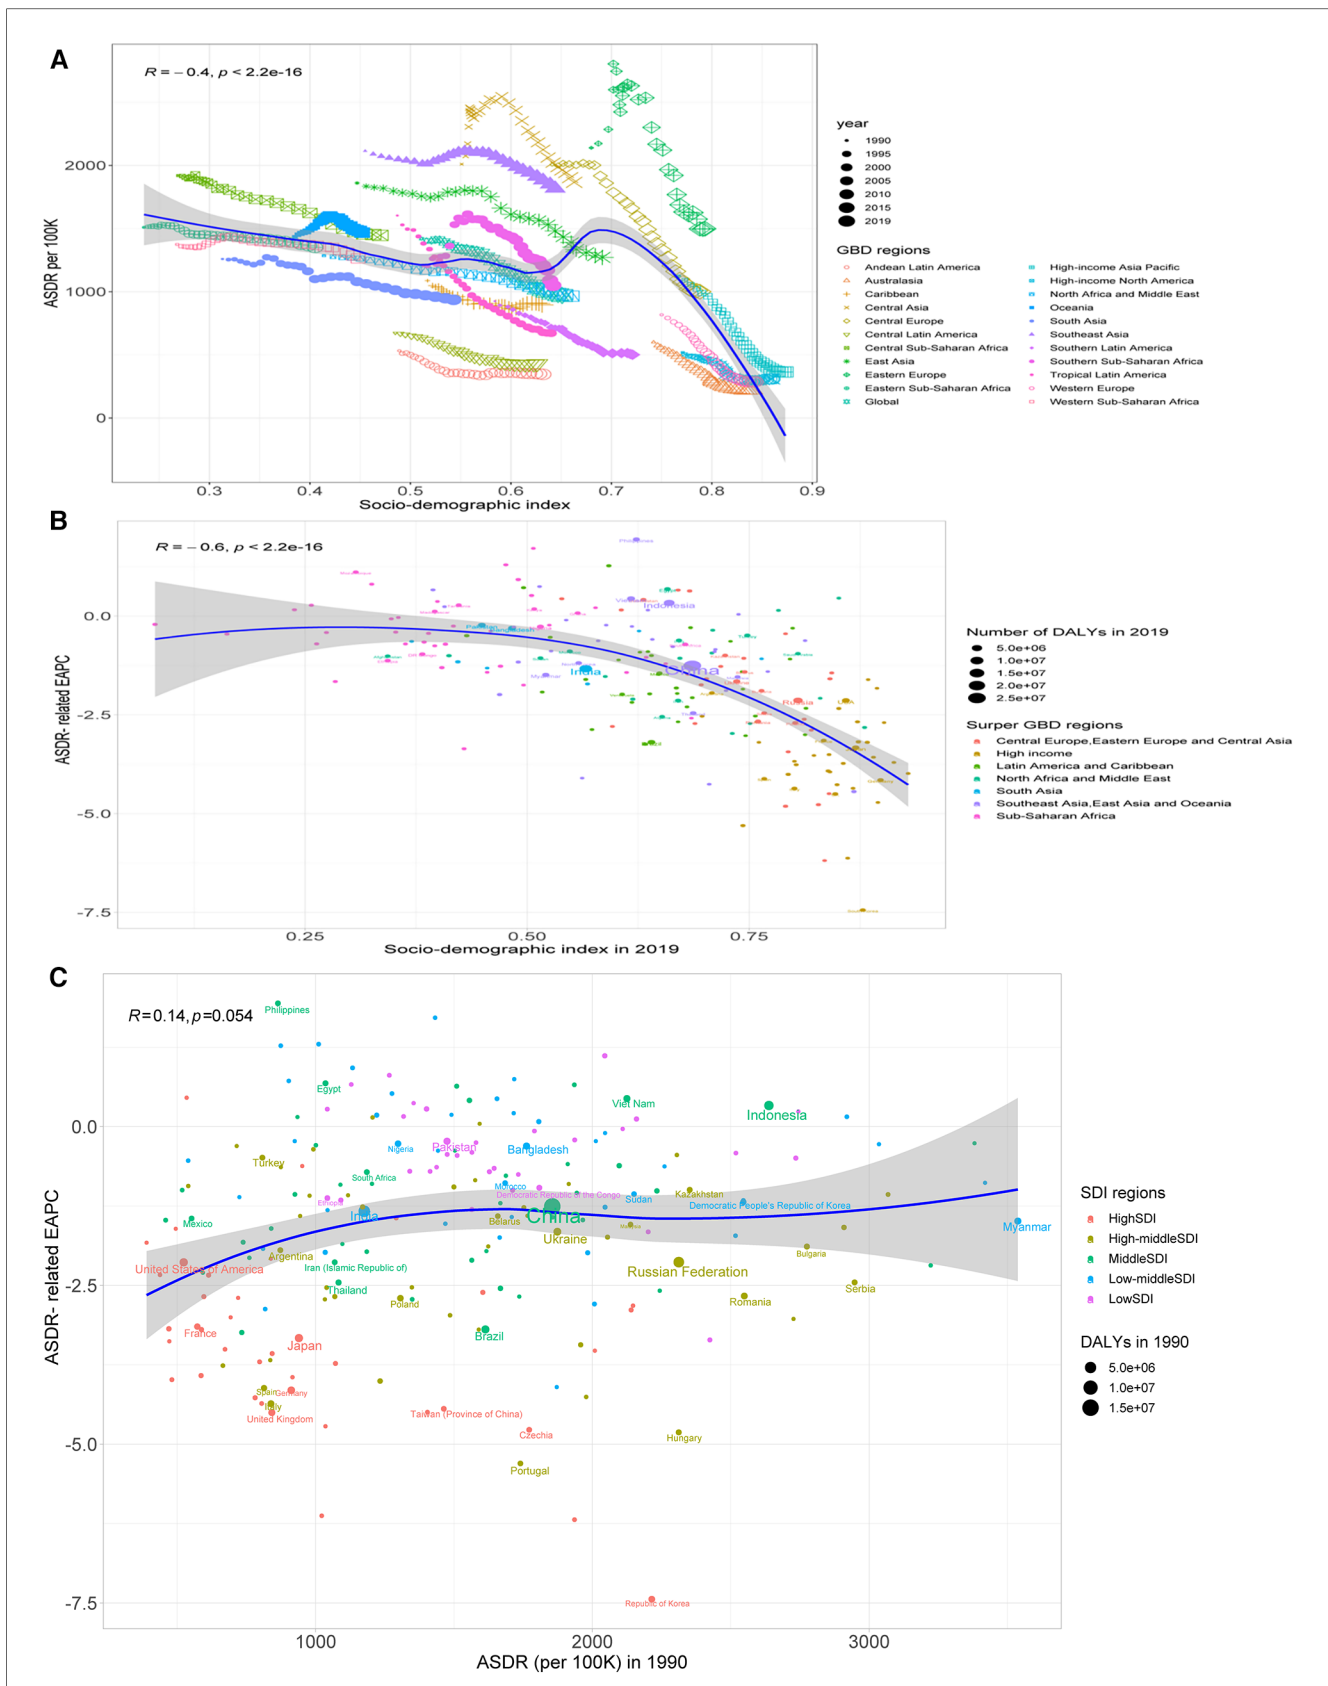 A
R = − 0.4, p < 2.2e-16
2000
1000
0
ASDR per 100K
0.3 0.4 0.5 0.6 0.7 0.8 0.9
Socio-demographic index
year
1990
1995
2000
2005
2010
2015
2019
GBD regions
Andean Latin America
Australasia
Caribbean
Central Asia
Central Europe
Central Latin America
Central Sub-Saharan Africa
East Asia
Eastern Europe
Eastern Sub-Saharan Africa
Global
High-income Asia Pacific
High-income North America
North Africa and Middle East
Oceania
South Asia
Southeast Asia
Southern Latin America
Southern Sub-Saharan Africa
Tropical Latin America
Western Europe
Western Sub-Saharan Africa
B
R = − 0.6, p < 2.2e-16
0.0
-2.5
-5.0
-7.5
ASDR- related EAPC
Philippines
Viet Nam
Indonesia
Pakistan
Bangladesh
India
China
Russia
0.25 0.50 0.75
Socio-demographic index in 2019
Number of DALYs in 2019
5.0e+06
1.0e+07
1.5e+07
2.0e+07
2.5e+07
Surper GBD regions
Central Europe,Eastern Europe and Central Asia
High income
Latin America and Caribbean
North Africa and Middle East
South Asia
Southeast Asia,East Asia and Oceania
Sub-Saharan Africa
C
R=0.14,p=0.054
0.0
-2.5
-5.0
-7.5
ASDR- related EAPC
Philippines
Egypt
Viet Nam
Indonesia
Nigeria
Pakistan
Bangladesh
Turkey
South Africa
Morocco
Democratic Republic of the Congo
Kazakhstan
Sudan
Democratic People's Republic of Korea
Ethiopia
Mexico
India
Belarus
China
Myanmar
Ukraine
Argentina
Bulgaria
United States of America
Iran (Islamic Republic of)
Russian Federation
Thailand
Serbia
Poland
Romania
France
Brazil
Japan
Spain
Germany
Italy
United Kingdom
Taiwan (Province of China)
Czechia
Hungary
Portugal
Republic of Korea
1000 2000 3000
ASDR (per 100K) in 1990
SDI regions
HighSDI
High-middleSDI
MiddleSDI
Low-middleSDI
LowSDI
DALYs in 1990
5.0e+06
1.0e+07
1.5e+07